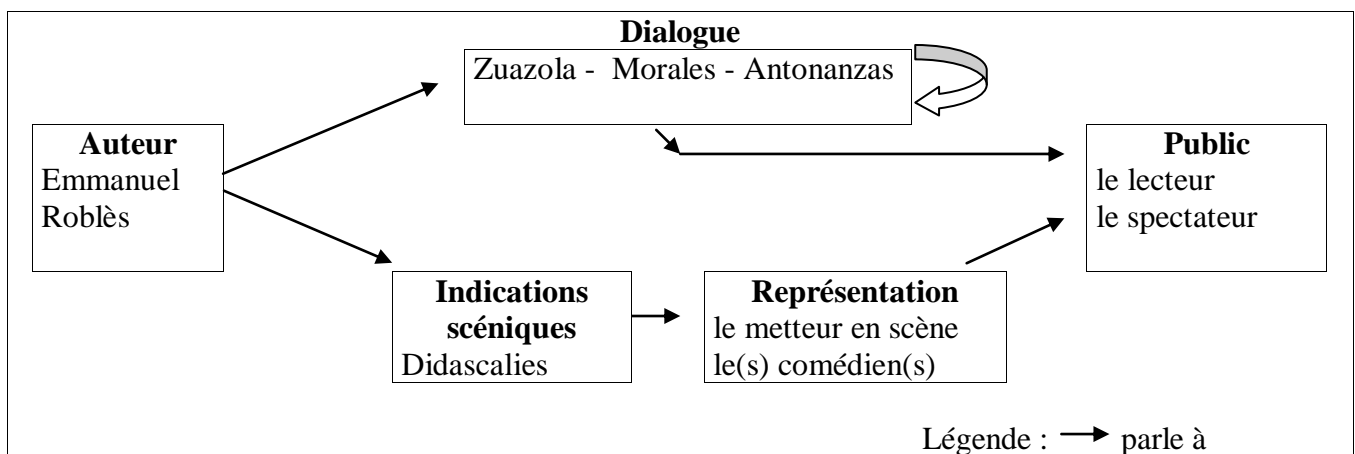 Dialogue
Zuazola - Morales - Antonanzas
Auteur
Emmanuel
Roblès
Public
le lecteur
le spectateur
Indications
scéniques
Didascalies
Représentation
le metteur en scène
le(s) comédien(s)
Légende : parle à